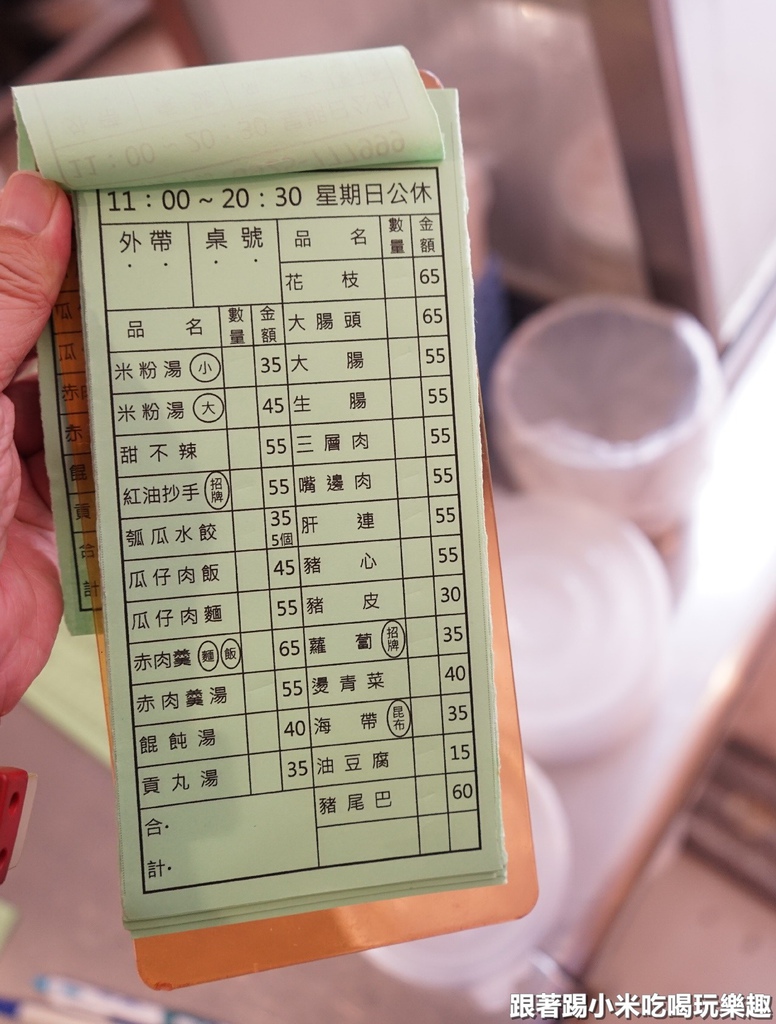 11：00～20：30 星期日公休
外帶 桌號
品名 數量 金額
米粉湯 小 35
米粉湯 大 45
甜不辣 55
紅油抄手 招牌 55
瓠瓜水餃 35 5個
瓜仔肉飯 45
瓜仔肉麵 55
赤肉羹 麵 飯 65
赤肉羹湯 55
餛飩湯 40
貢丸湯 35
合計
品名 數量 金額
花枝 65
大腸頭 65
大腸 55
生腸 55
三層肉 55
嘴邊肉 55
肝連 55
豬心 55
豬皮 30
蘿蔔 招牌 35
燙青菜 40
海帶 昆布 35
油豆腐 15
豬尾巴 60
跟著踢小米吃喝玩樂趣